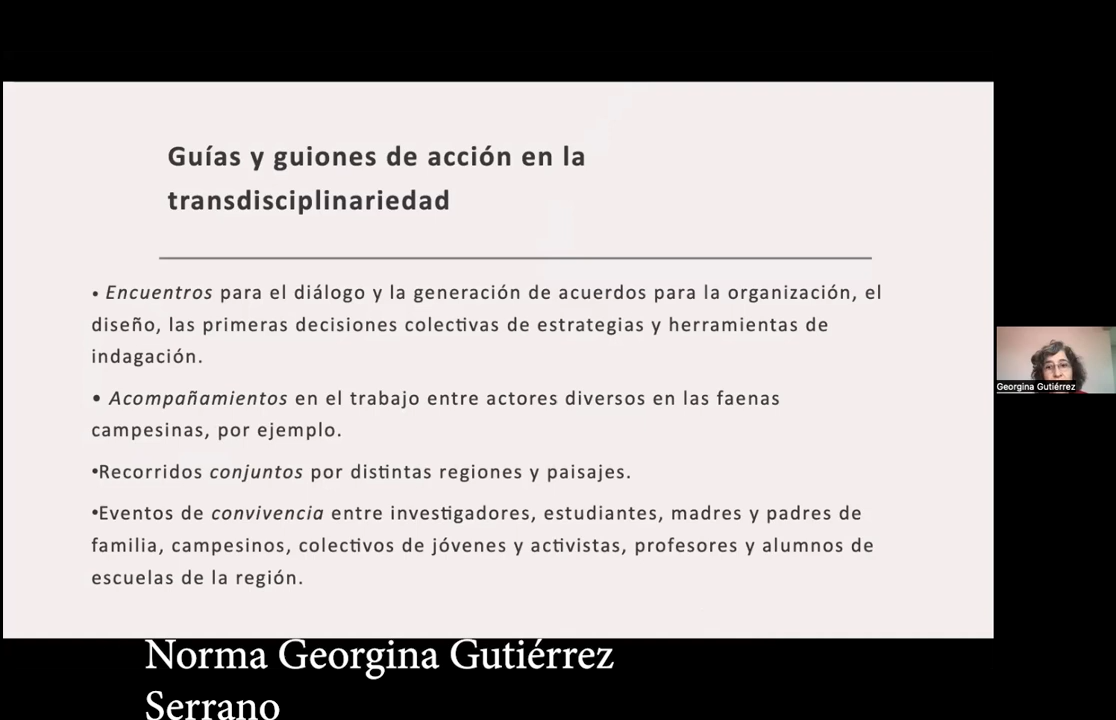 Guías y guiones de acción en la
transdisciplinariedad
• Encuentros para el diálogo y la generación de acuerdos para la organización, el
diseño, las primeras decisiones colectivas de estrategias y herramientas de
indagación.
• Acompañamientos en el trabajo entre actores diversos en las faenas
campesinas, por ejemplo.
•Recorridos conjuntos por distintas regiones y paisajes.
•Eventos de convivencia entre investigadores, estudiantes, madres y padres de
familia, campesinos, colectivos de jóvenes y activistas, profesores y alumnos de
escuelas de la región.
Georgina Gutiérrez
Norma Georgina Gutiérrez
Serrano